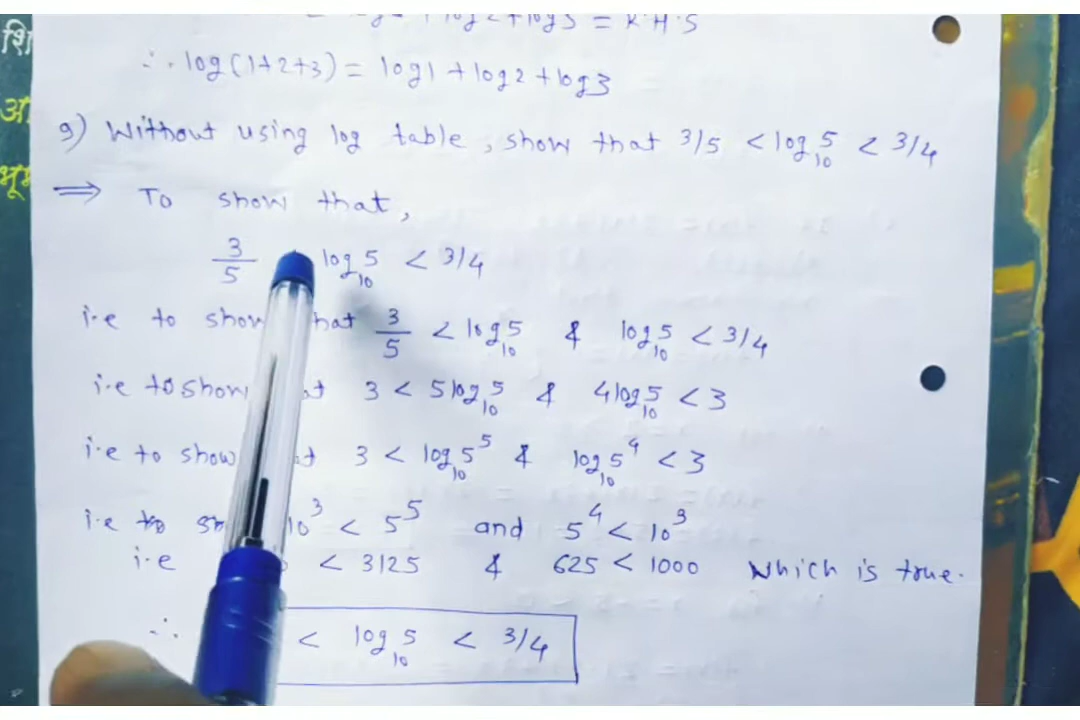 = R.H.S
∴ log(1+2+3) = log1 + log2 + log3
9) Without using log table, show that 3/5 < log₁₀5 < 3/4
⇒ To show that,
3/5 log₁₀5 < 3/4
i.e to show that 3/5 < log₁₀5 & log₁₀5 < 3/4
i.e to show 3 < 5log₁₀5 & 4log₁₀5 < 3
i.e to show 3 < log₁₀5⁵ & log₁₀5⁴ < 3
i.e to 10³ < 5⁵ and 5⁴ < 10³
i.e < 3125 & 625 < 1000 which is true.
∴ < log₁₀5 < 3/4
शि
अ
भू